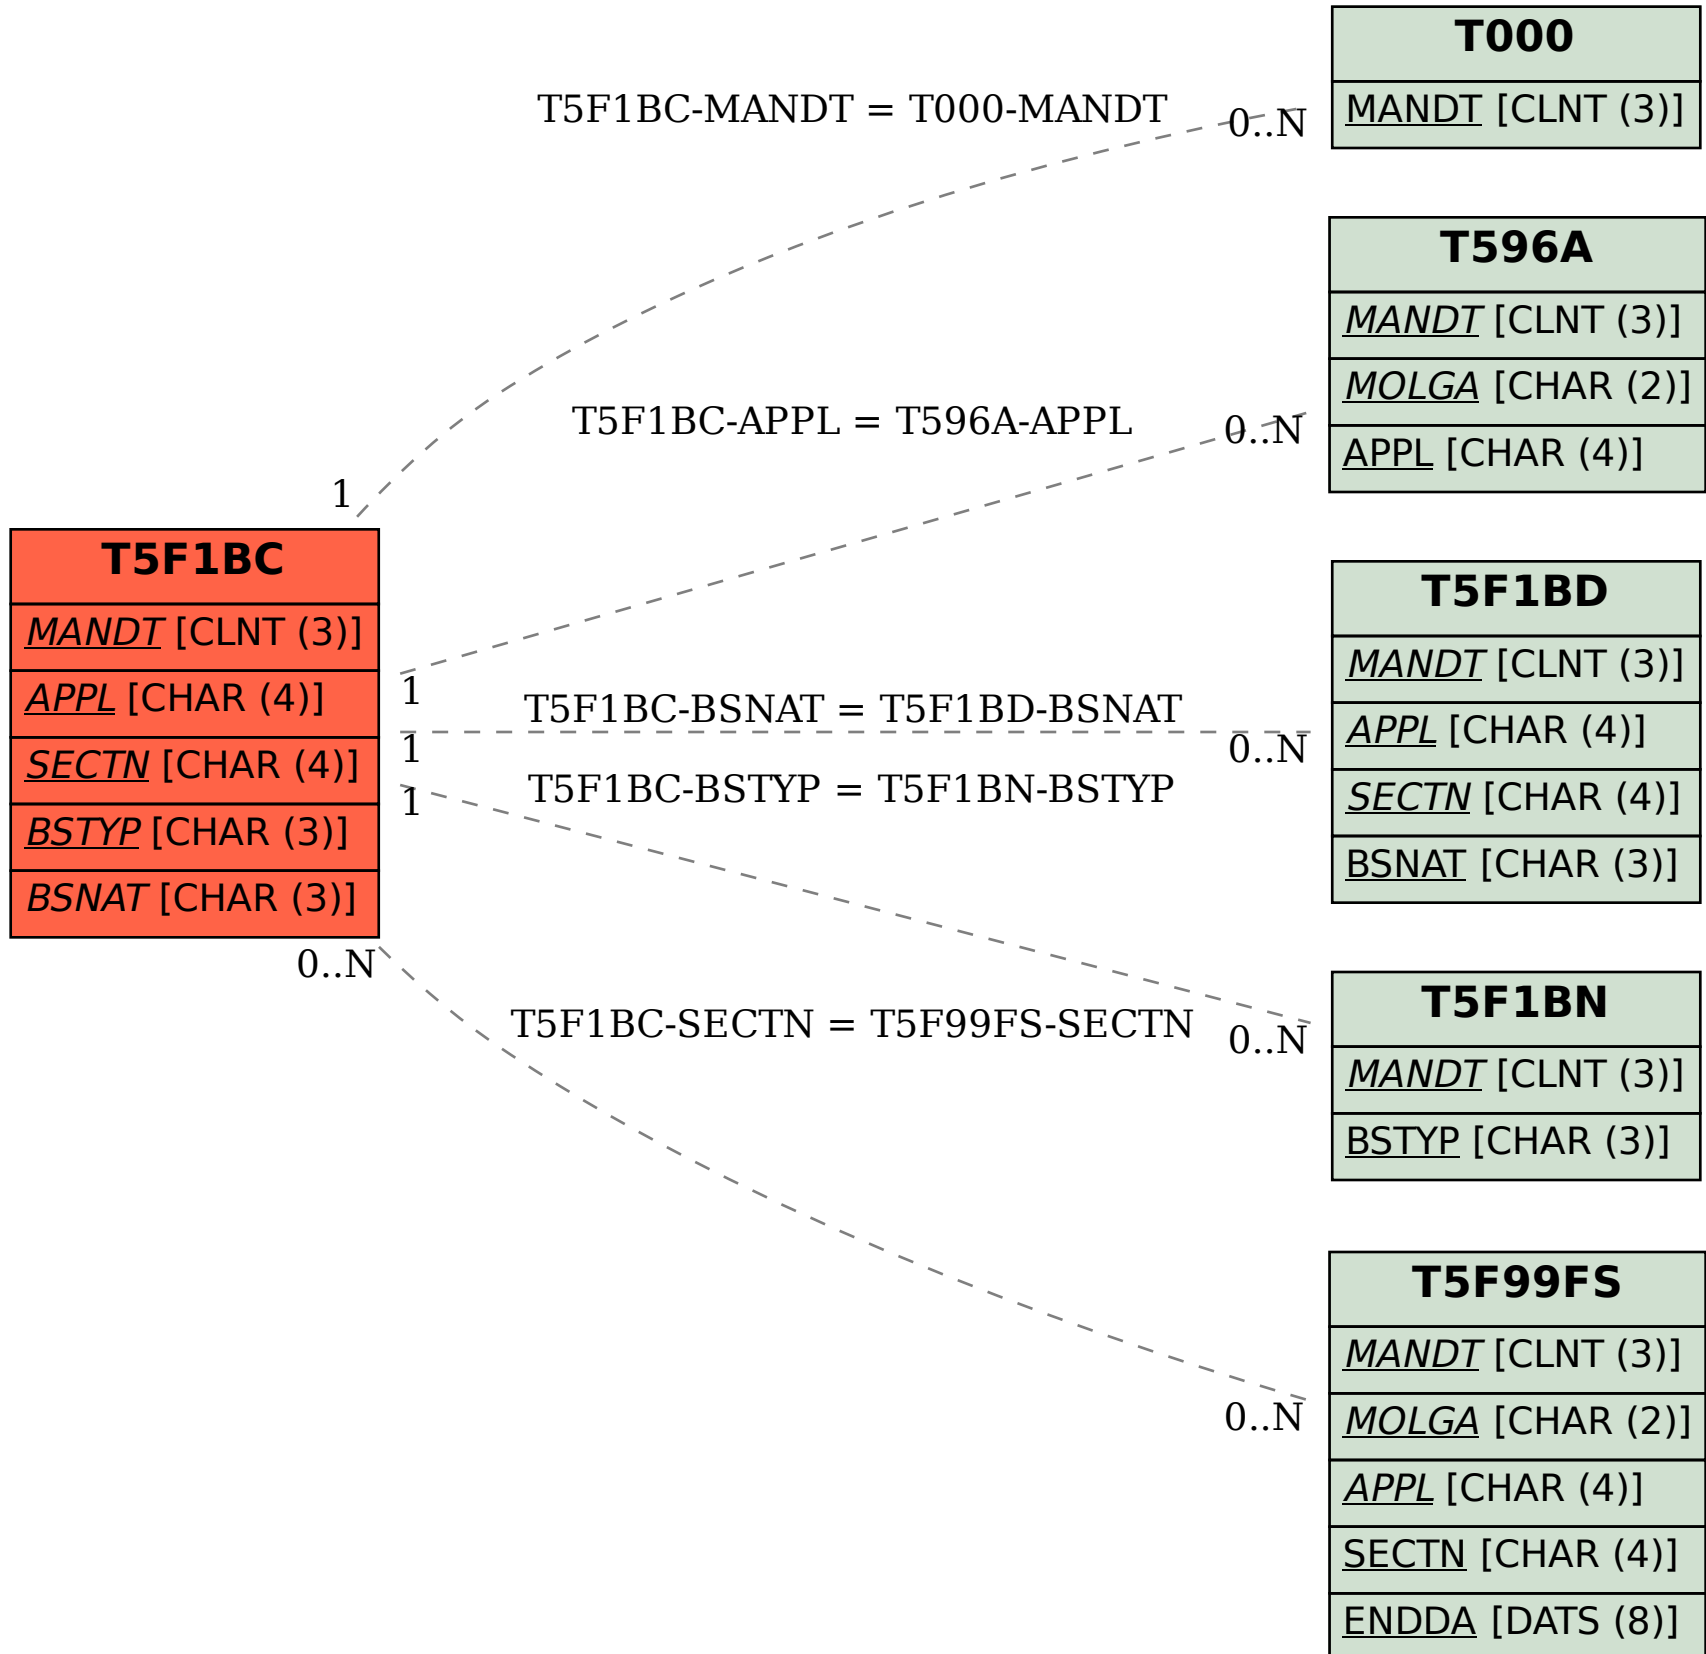 T000
MANDT [CLNT (3)]
T5F1BC-MANDT = T000-MANDT
0..N
1
T596A
MANDT [CLNT (3)]
MOLGA [CHAR (2)]
APPL [CHAR (4)]
T5F1BC-APPL = T596A-APPL
0..N
1
T5F1BC
MANDT [CLNT (3)]
APPL [CHAR (4)]
SECTN [CHAR (4)]
BSTYP [CHAR (3)]
BSNAT [CHAR (3)]
T5F1BD
MANDT [CLNT (3)]
APPL [CHAR (4)]
SECTN [CHAR (4)]
BSNAT [CHAR (3)]
T5F1BC-BSNAT = T5F1BD-BSNAT
1
0..N
T5F1BC-BSTYP = T5F1BN-BSTYP
1
0..N
T5F1BN
MANDT [CLNT (3)]
BSTYP [CHAR (3)]
0..N
T5F1BC-SECTN = T5F99FS-SECTN
0..N
T5F99FS
MANDT [CLNT (3)]
MOLGA [CHAR (2)]
APPL [CHAR (4)]
SECTN [CHAR (4)]
ENDDA [DATS (8)]